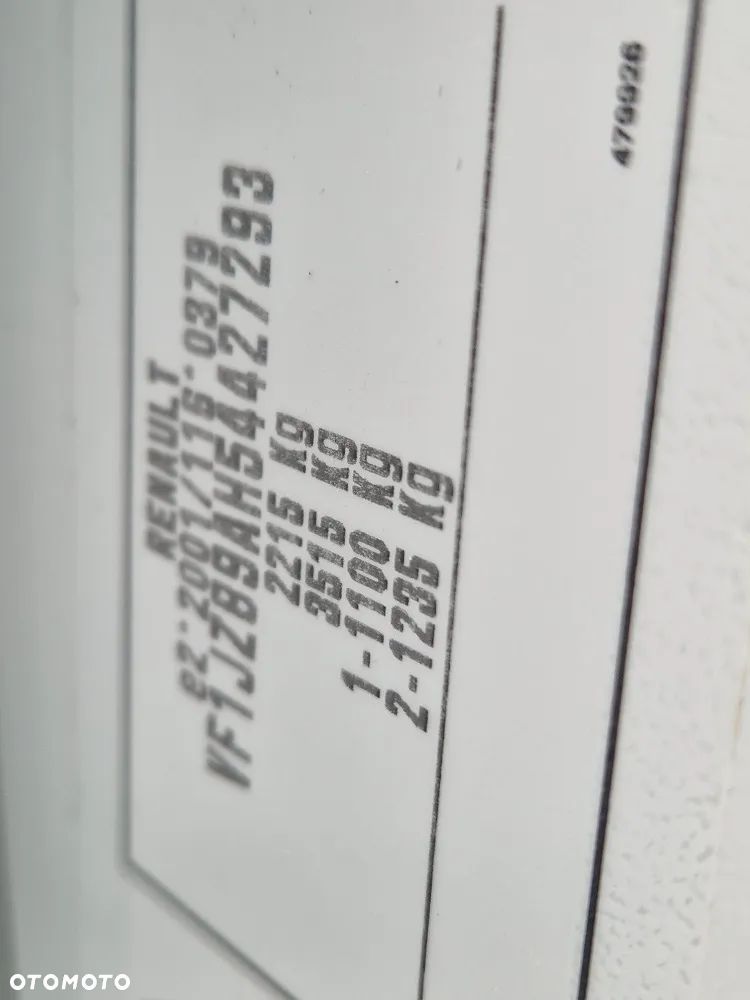 RENAULT
e2-2001/116-0379
VF1JZ89AH54427293
2215 Kg
3515 Kg
1-1100 Kg
2-1235 Kg
479926
OTOMOTO